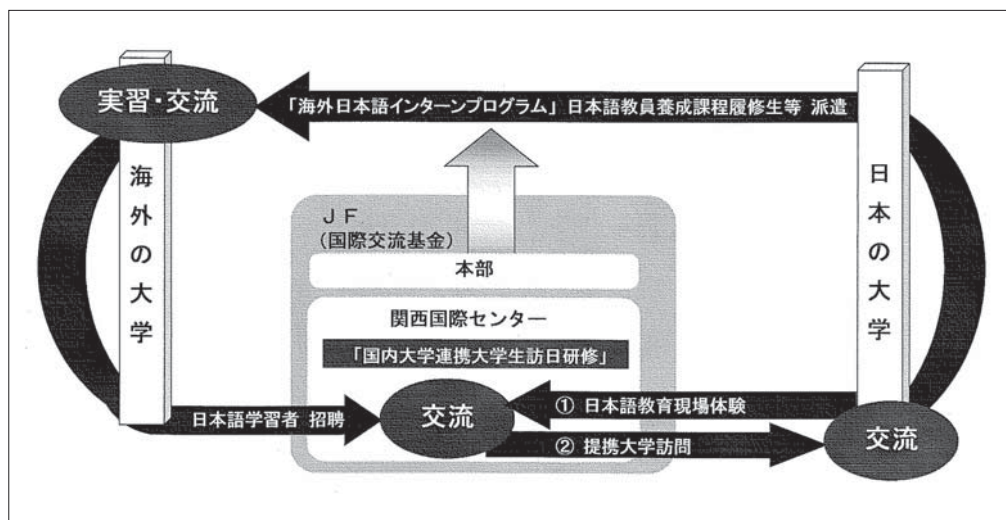 実習・交流
「海外日本語インターンプログラム」日本語教員養成課程履修生等 派遣
海外の大学
日本の大学
ＪＦ
(国際交流基金)
本部
関西国際センター
「国内大学連携大学生訪日研修」
日本語学習者 招聘
交流
① 日本語教育現場体験
② 提携大学訪問
交流